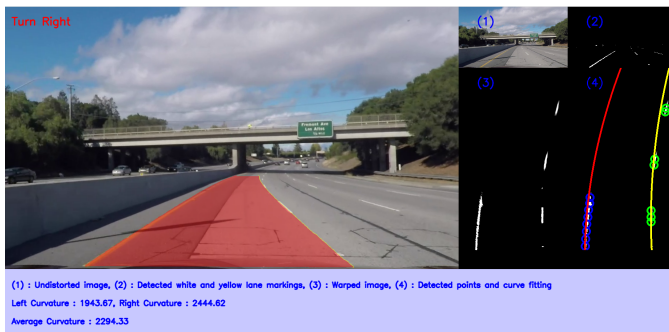 Turn Right
(1)
(2)
Fremont Ave
Los Altos
(3)
(4)
(1) : Undistorted image, (2) : Detected white and yellow lane markings, (3) : Warped image, (4) : Detected points and curve fitting
Left Curvature : 1943.67, Right Curvature : 2444.62
Average Curvature : 2294.33